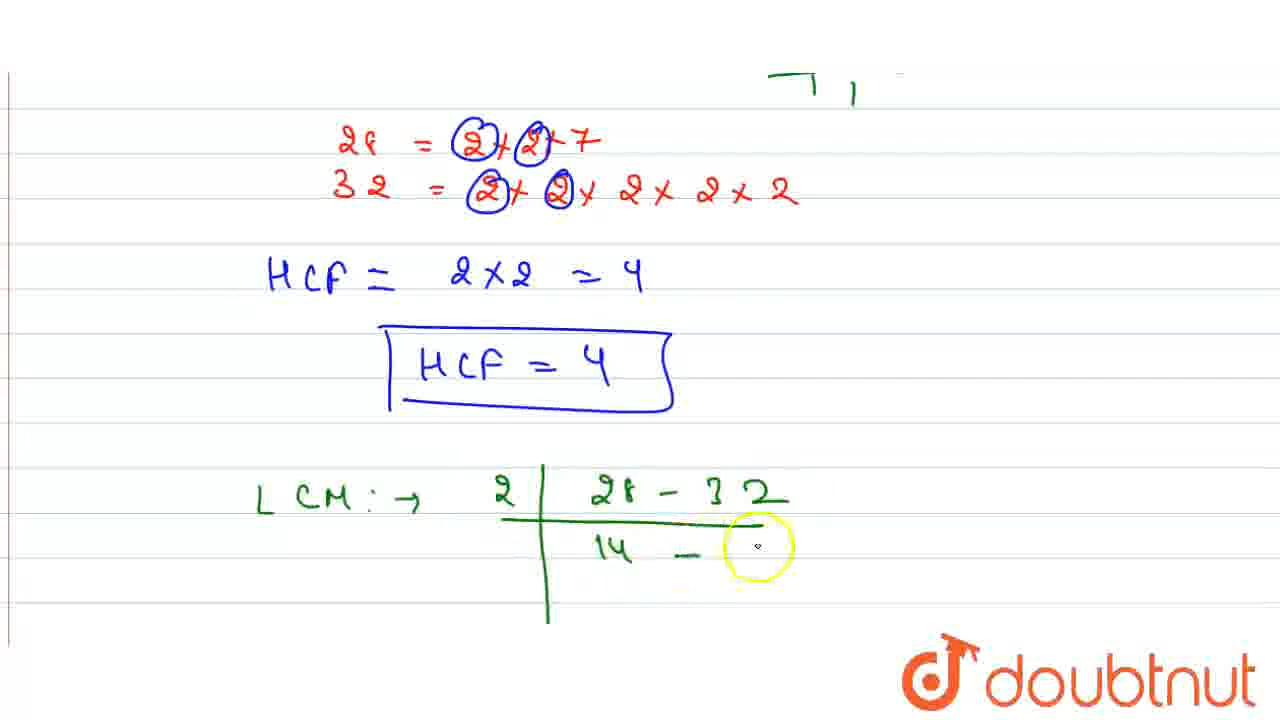 28 = 2 × 2 × 7
32 = 2 × 2 × 2 × 2 × 2
HCF = 2 × 2 = 4
HCF = 4
LCM : → 2 | 28 - 32
14 -
doubtnut